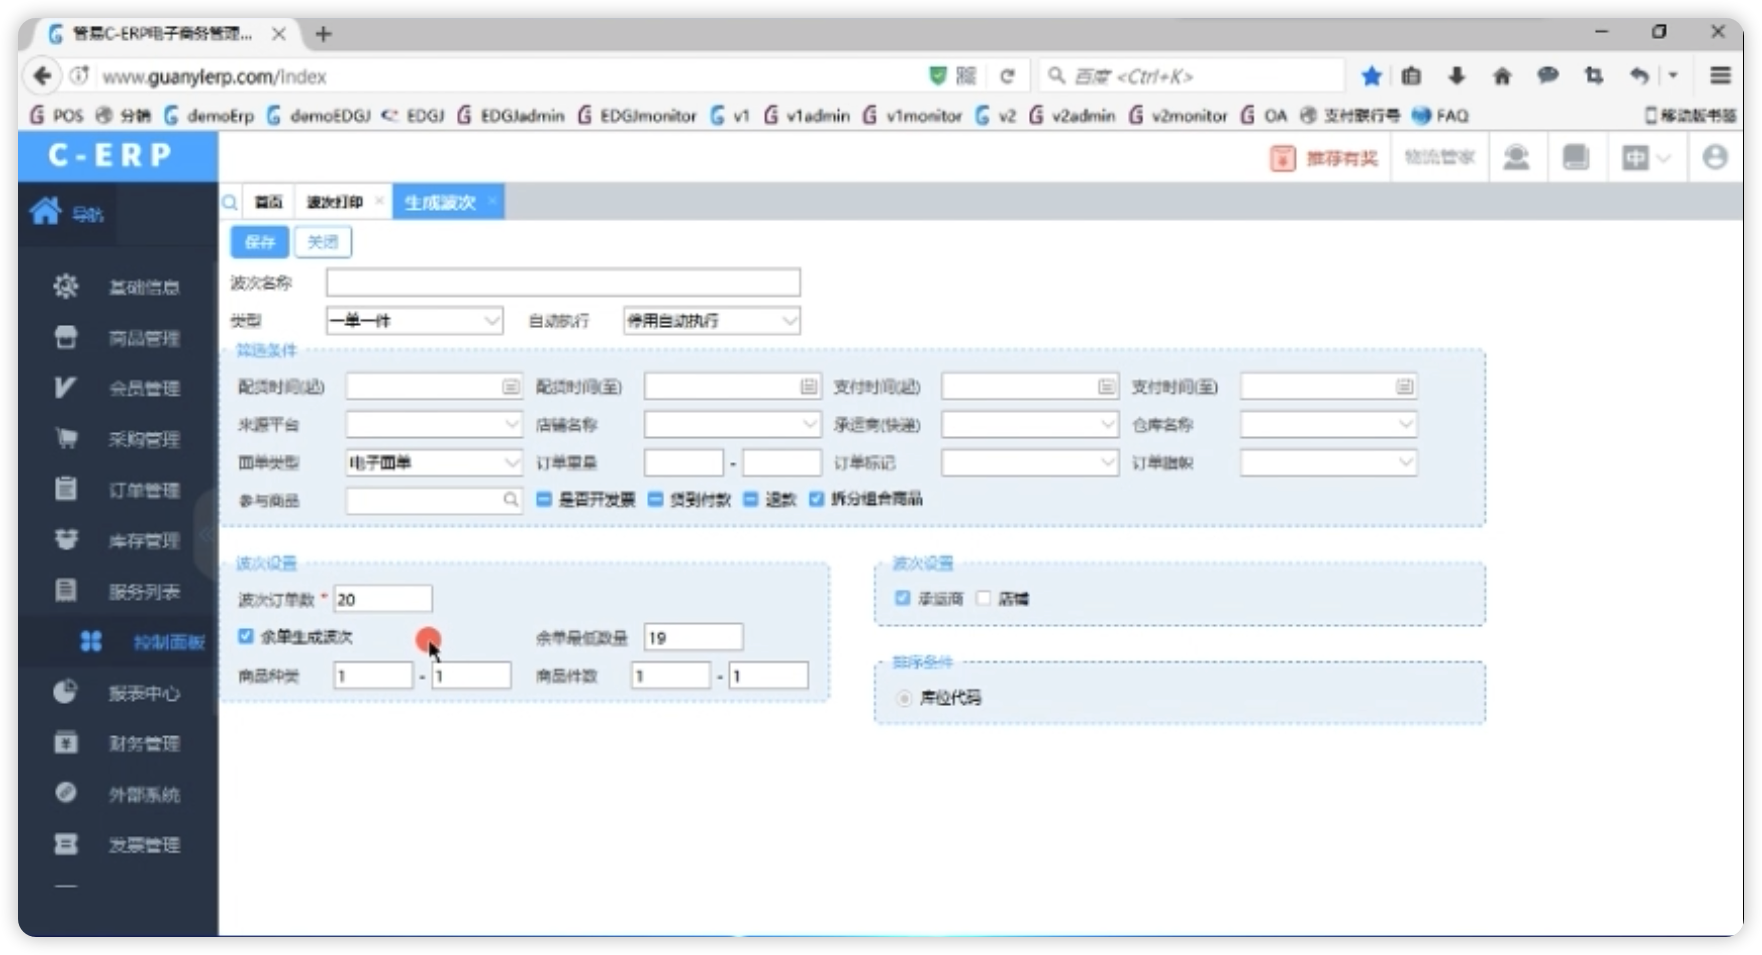 管易C-ERP电子商务管理...
www.guanyierp.com/index
百度 <Ctrl+K>
POS 分销 demoErp demoEDGJ EDGJ EDGJadmin EDGJmonitor v1 v1admin v1monitor v2 v2admin v2monitor OA 支付联行号 FAQ 移动版书签
C-ERP
推荐有奖 物流管家 中
导航
首页 波次打印 生成波次
保存 关闭
波次名称
类型 一单一件 自动执行 停用自动执行
筛选条件
配货时间(起) 配货时间(至) 支付时间(起) 支付时间(至)
来源平台 店铺名称 承运商(快递) 仓库名称
面单类型 电子面单 订单重量 - 订单标记 订单旗帜
参与商品 是否开发票 货到付款 退款 拆分组合商品
波次设置
波次订单数 * 20
余单生成波次 余单最低数量 19
商品种类 1 - 1 商品件数 1 - 1
波次设置
承运商 店铺
排序条件
库位代码
基础信息
商品管理
会员管理
采购管理
订单管理
库存管理
服务列表
控制面板
报表中心
财务管理
外部系统
发票管理